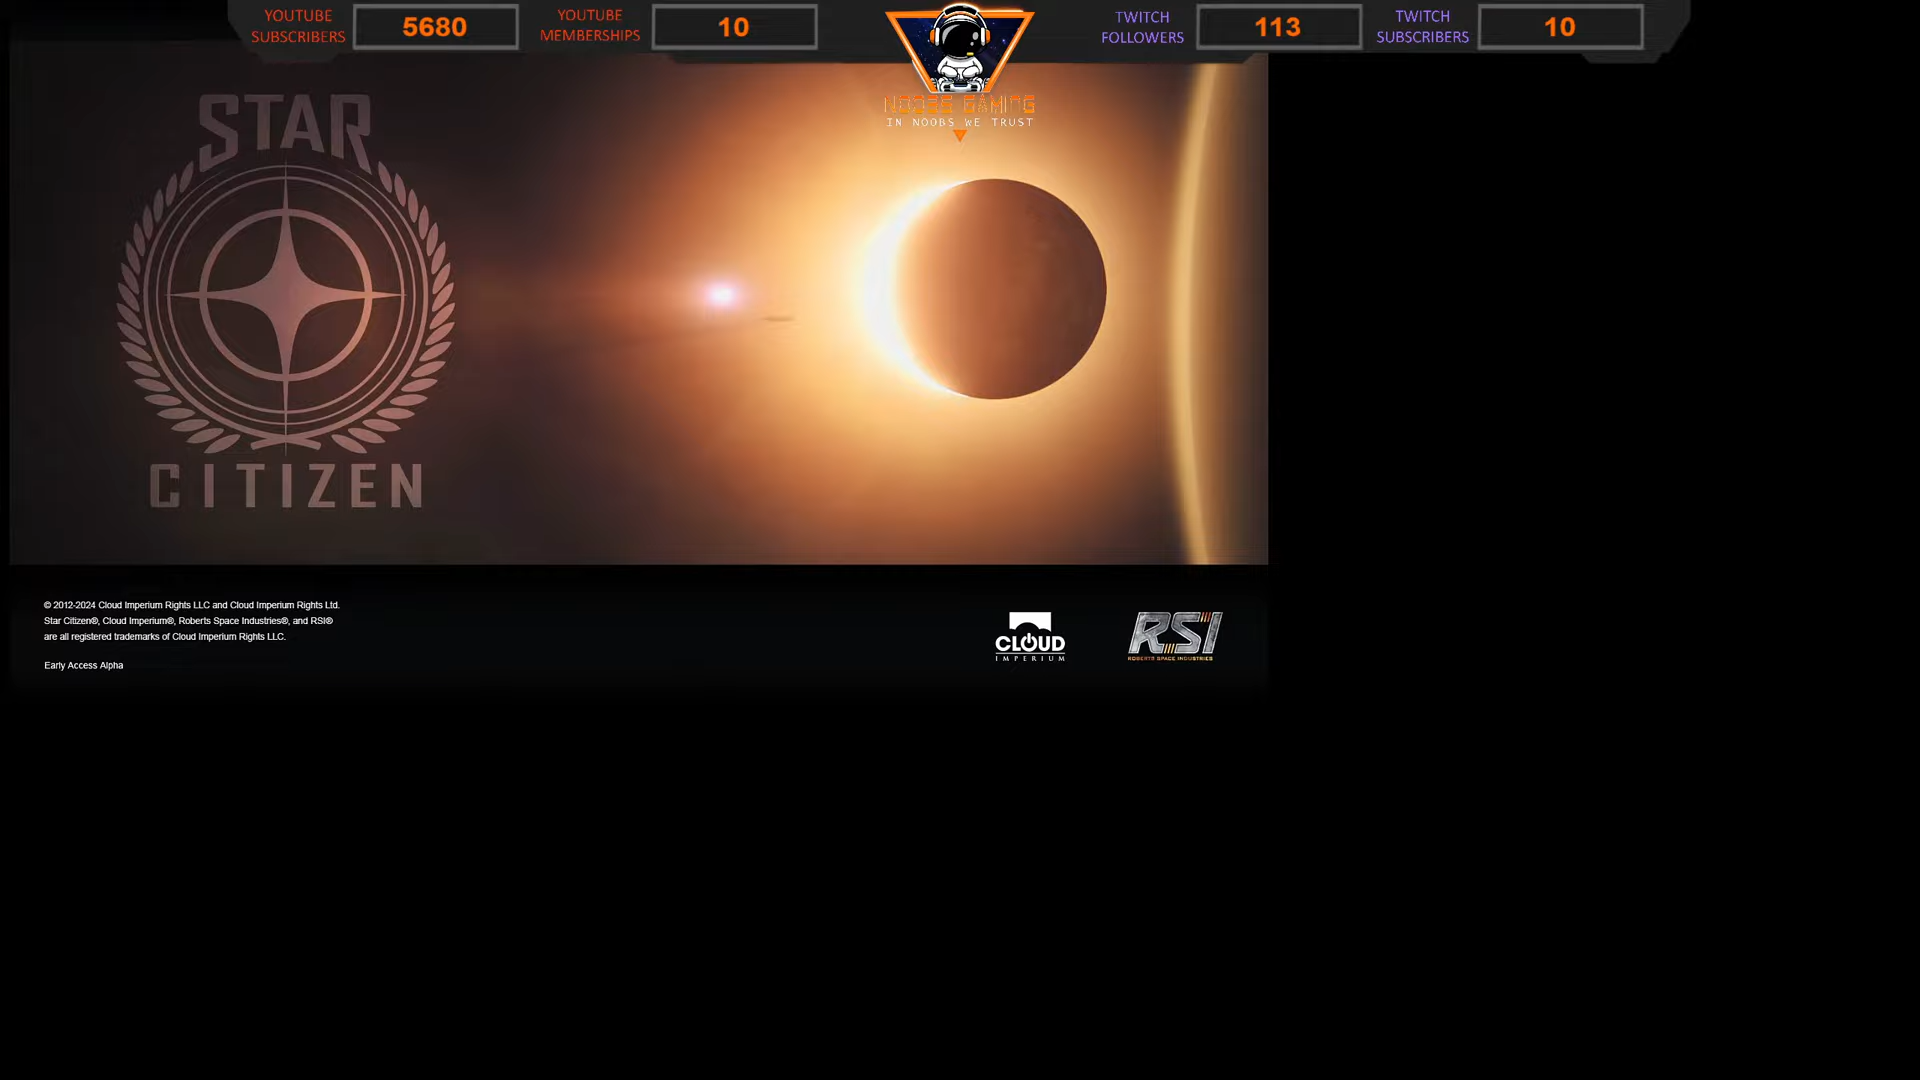 YOUTUBE
SUBSCRIBERS
5680
YOUTUBE
MEMBERSHIPS
10
NOOBS GAMING
IN NOOBS WE TRUST
TWITCH
FOLLOWERS
113
TWITCH
SUBSCRIBERS
10
STAR
CITIZEN
© 2012-2024 Cloud Imperium Rights LLC and Cloud Imperium Rights Ltd.
Star Citizen®, Cloud Imperium®, Roberts Space Industries®, and RSI®
are all registered trademarks of Cloud Imperium Rights LLC.
Early Access Alpha
CLOUD
IMPERIUM
RSI
ROBERTS SPACE INDUSTRIES